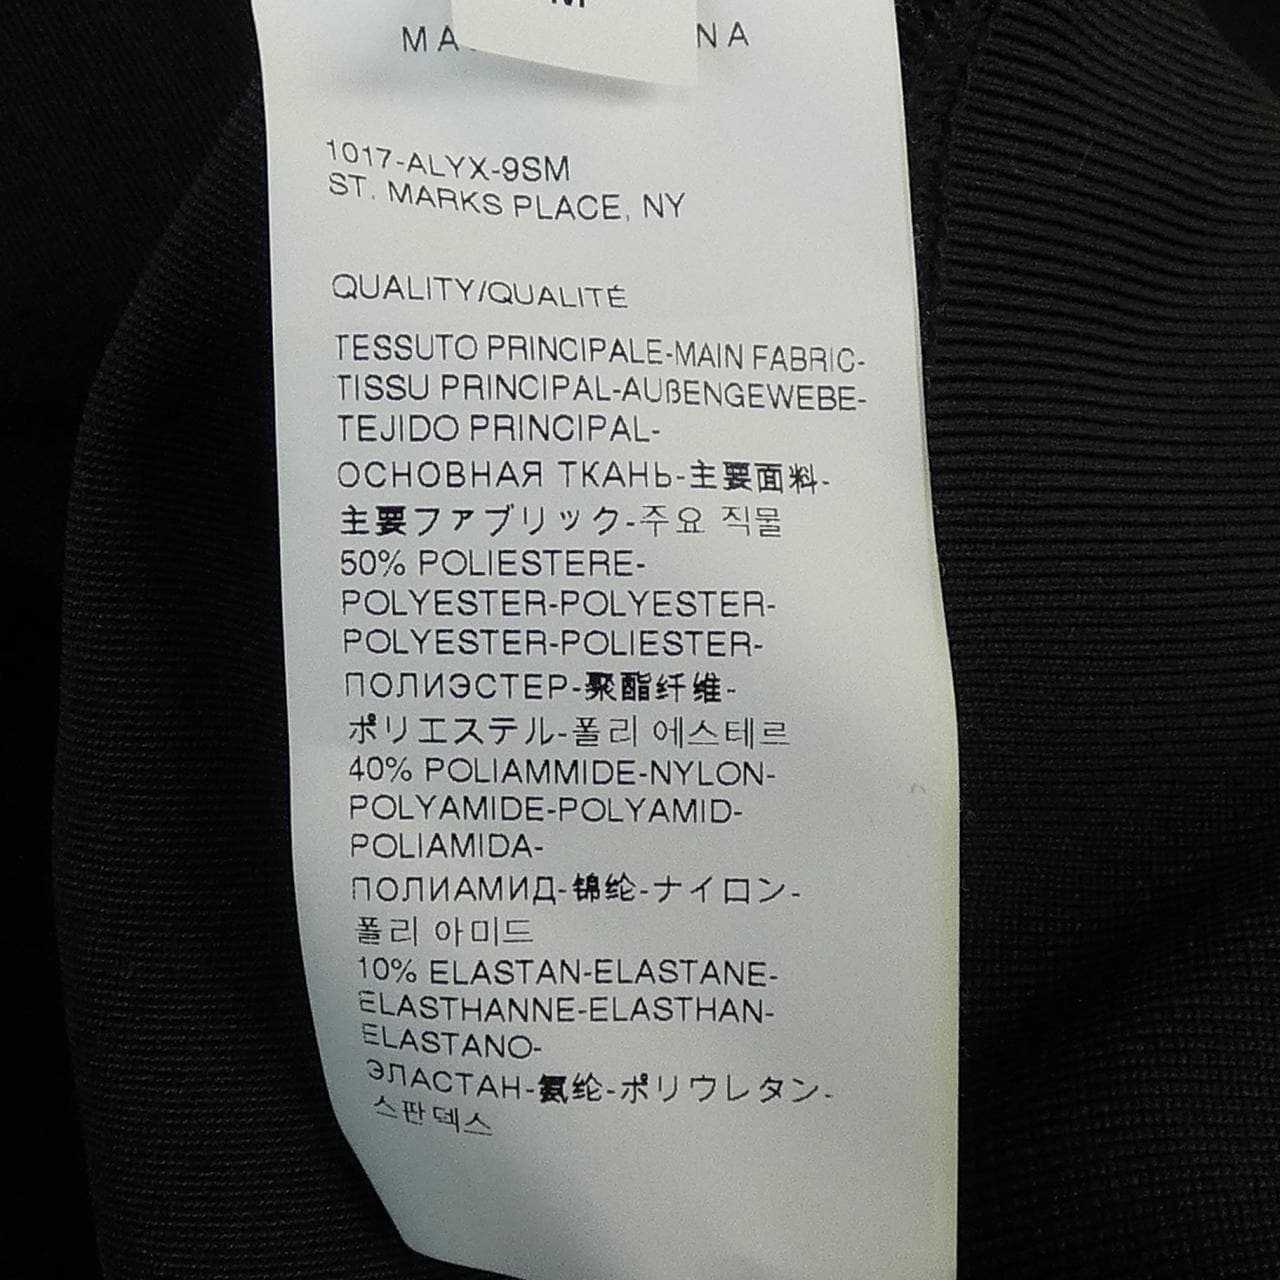 M
1017-ALYX-9SM
ST. MARKS PLACE, NY
QUALITY/QUALITÉ
TESSUTO PRINCIPALE-MAIN FABRIC-
TISSU PRINCIPAL-AUßENGEWEBE-
TEJIDO PRINCIPAL-
ОСНОВНАЯ ТКАНЬ-主要面料-
主要ファブリック-주요 직물
50% POLIESTERE-
POLYESTER-POLYESTER-
POLYESTER-POLIESTER-
ПОЛИЭСТЕР-聚酯纤维-
ポリエステル-폴리 에스테르
40% POLIAMMIDE-NYLON-
POLYAMIDE-POLYAMID-
POLIAMIDA-
ПОЛИАМИД-锦纶-ナイロン-
폴리 아미드
10% ELASTAN-ELASTANE-
ELASTHANNE-ELASTHAN-
ELASTANO-
ЭЛАСТАН-氨纶-ポリウレタン-
스판덱스